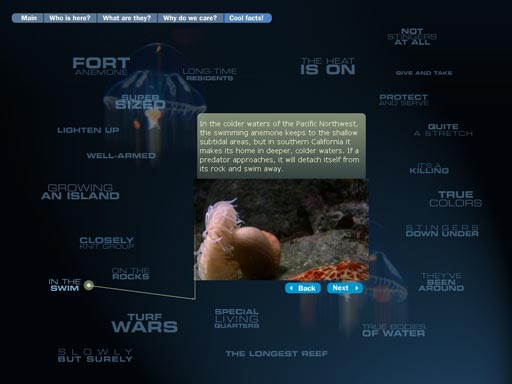 Main Who is here? What are they? Why do we care? Cool facts!
NOT
STINGERS
AT ALL
FORT
ANEMONE
LONG-TIME
RESIDENTS
THE HEAT
IS ON
GIVE AND TAKE
SUPER
SIZED
PROTECT
AND SERVE
In the colder waters of the Pacific Northwest,
the swimming anemone keeps to the shallow
subtidal areas, but in southern California it
makes its home in deeper, colder waters. If a
predator approaches, it will detach itself from
its rock and swim away.
LIGHTEN UP
QUITE
A STRETCH
WELL-ARMED
IT'S A
KILLING
GROWING
AN ISLAND
TRUE
COLORS
CLOSELY
KNIT GROUP
STINGERS
DOWN UNDER
ON THE
ROCKS
IN THE
SWIM
THEY'VE
BEEN
AROUND
Back Next
TURF
WARS
SPECIAL
LIVING
QUARTERS
TRUE BODIES
OF WATER
SLOWLY
BUT SURELY
THE LONGEST REEF